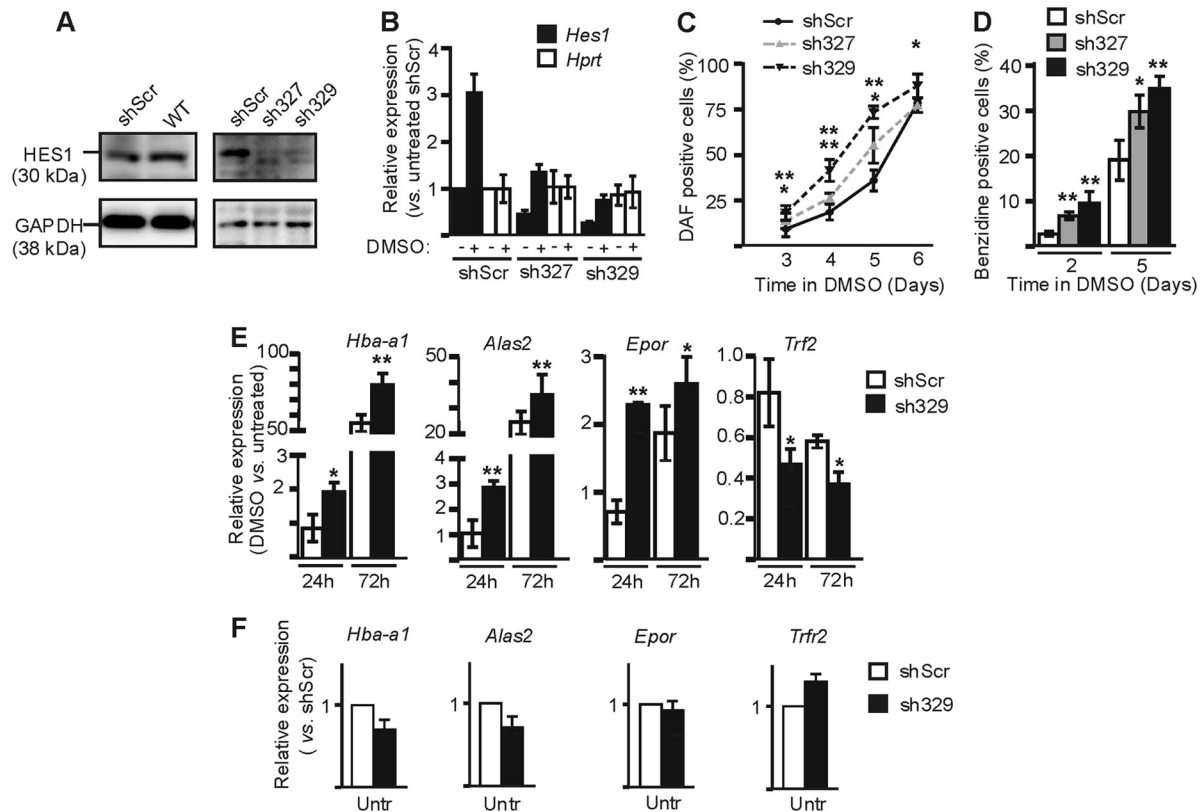 A
shScr
WT
shScr
sh327
sh329
HES1
(30 kDa)
GAPDH
(38 kDa)
B
Hes1
Hprt
Relative expression
(vs. untreated shScr)
4
3
2
1
DMSO: - + - + - + - + - + - +
shScr sh327 sh329
C
shScr
sh327
sh329
DAF positive cells (%)
100
75
50
25
** *
** **
** *
*
3 4 5 6
Time in DMSO (Days)
D
shScr
sh327
sh329
Benzidine positive cells (%)
40
30
20
10
** ** * **
2 5
Time in DMSO (Days)
E
Relative expression
(DMSO vs. untreated)
Hba-a1
100
50
3
2
1
* **
24h 72h
Alas2
50
20
4
3
2
1
** **
24h 72h
Epor
3
2
1
** *
24h 72h
Trf2
1.0
0.8
0.6
0.4
0.2
* *
24h 72h
shScr
sh329
F
Relative expression
( vs. shScr)
Hba-a1
1
Untr
Alas2
1
Untr
Epor
1
Untr
Trfr2
1
Untr
shScr
sh329